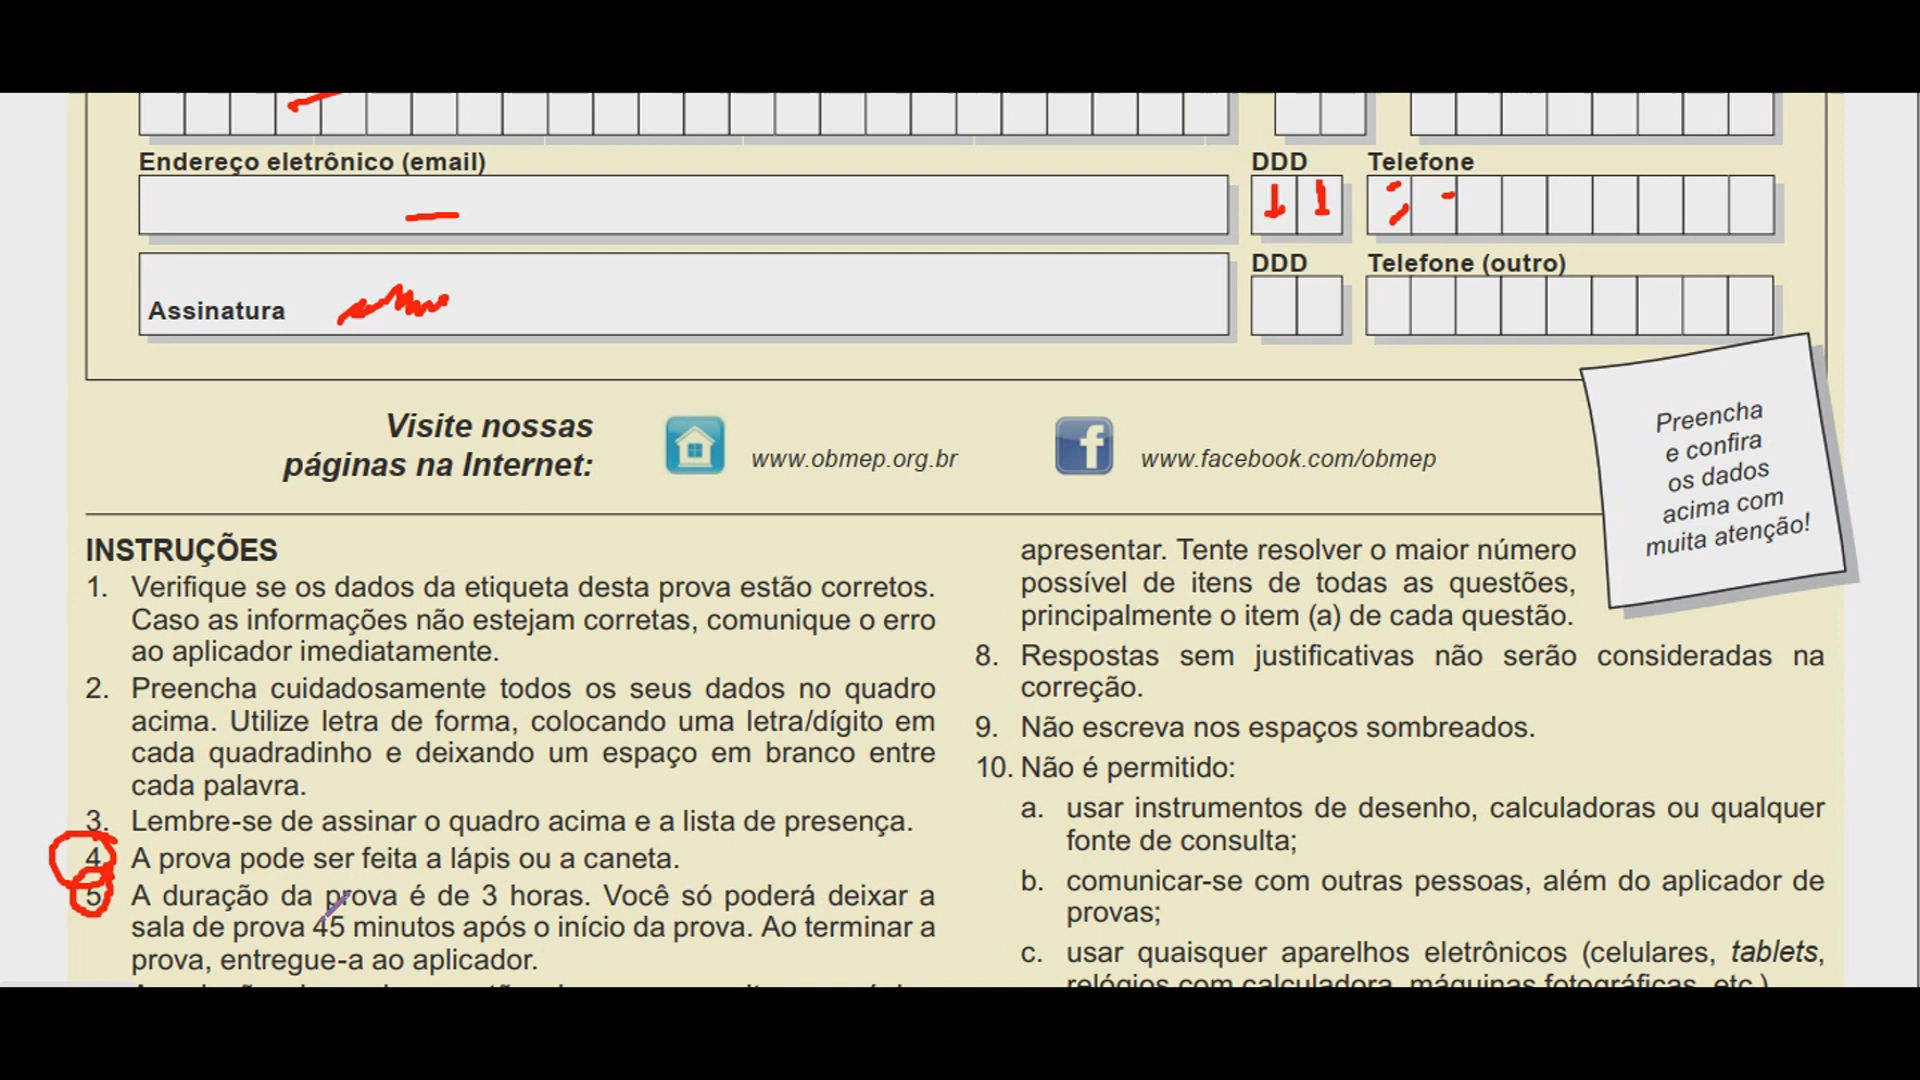 Endereço eletrônico (email)
DDD
Telefone
1 1
Assinatura
DDD
Telefone (outro)
Visite nossas
páginas na Internet:
www.obmep.org.br
www.facebook.com/obmep
Preencha
e confira
os dados
acima com
muita atenção!
INSTRUÇÕES
1. Verifique se os dados da etiqueta desta prova estão corretos.
Caso as informações não estejam corretas, comunique o erro
ao aplicador imediatamente.
2. Preencha cuidadosamente todos os seus dados no quadro
acima. Utilize letra de forma, colocando uma letra/dígito em
cada quadradinho e deixando um espaço em branco entre
cada palavra.
3. Lembre-se de assinar o quadro acima e a lista de presença.
4. A prova pode ser feita a lápis ou a caneta.
5. A duração da prova é de 3 horas. Você só poderá deixar a
sala de prova 45 minutos após o início da prova. Ao terminar a
prova, entregue-a ao aplicador.
apresentar. Tente resolver o maior número
possível de itens de todas as questões,
principalmente o item (a) de cada questão.
8. Respostas sem justificativas não serão consideradas na
correção.
9. Não escreva nos espaços sombreados.
10. Não é permitido:
a. usar instrumentos de desenho, calculadoras ou qualquer
fonte de consulta;
b. comunicar-se com outras pessoas, além do aplicador de
provas;
c. usar quaisquer aparelhos eletrônicos (celulares, tablets,
relógios com calculadora, máquinas fotográficas, etc.)